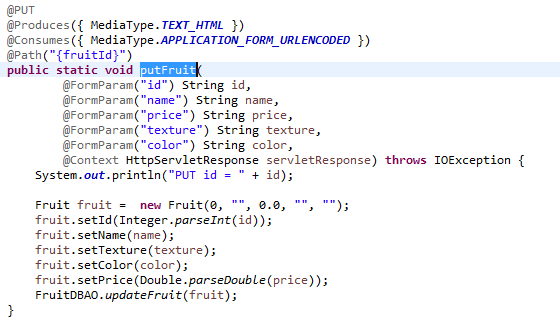 @PUT
@Produces({ MediaType.TEXT_HTML })
@Consumes({ MediaType.APPLICATION_FORM_URLENCODED })
@Path("{fruitId}")
public static void putFruit(
@FormParam("id") String id,
@FormParam("name") String name,
@FormParam("price") String price,
@FormParam("texture") String texture,
@FormParam("color") String color,
@Context HttpServletResponse servletResponse) throws IOException {
System.out.println("PUT id = " + id);
Fruit fruit =  new Fruit(0, "", 0.0, "", "");
fruit.setId(Integer.parseInt(id));
fruit.setName(name);
fruit.setTexture(texture);
fruit.setColor(color);
fruit.setPrice(Double.parseDouble(price));
FruitDBAO.updateFruit(fruit);
}